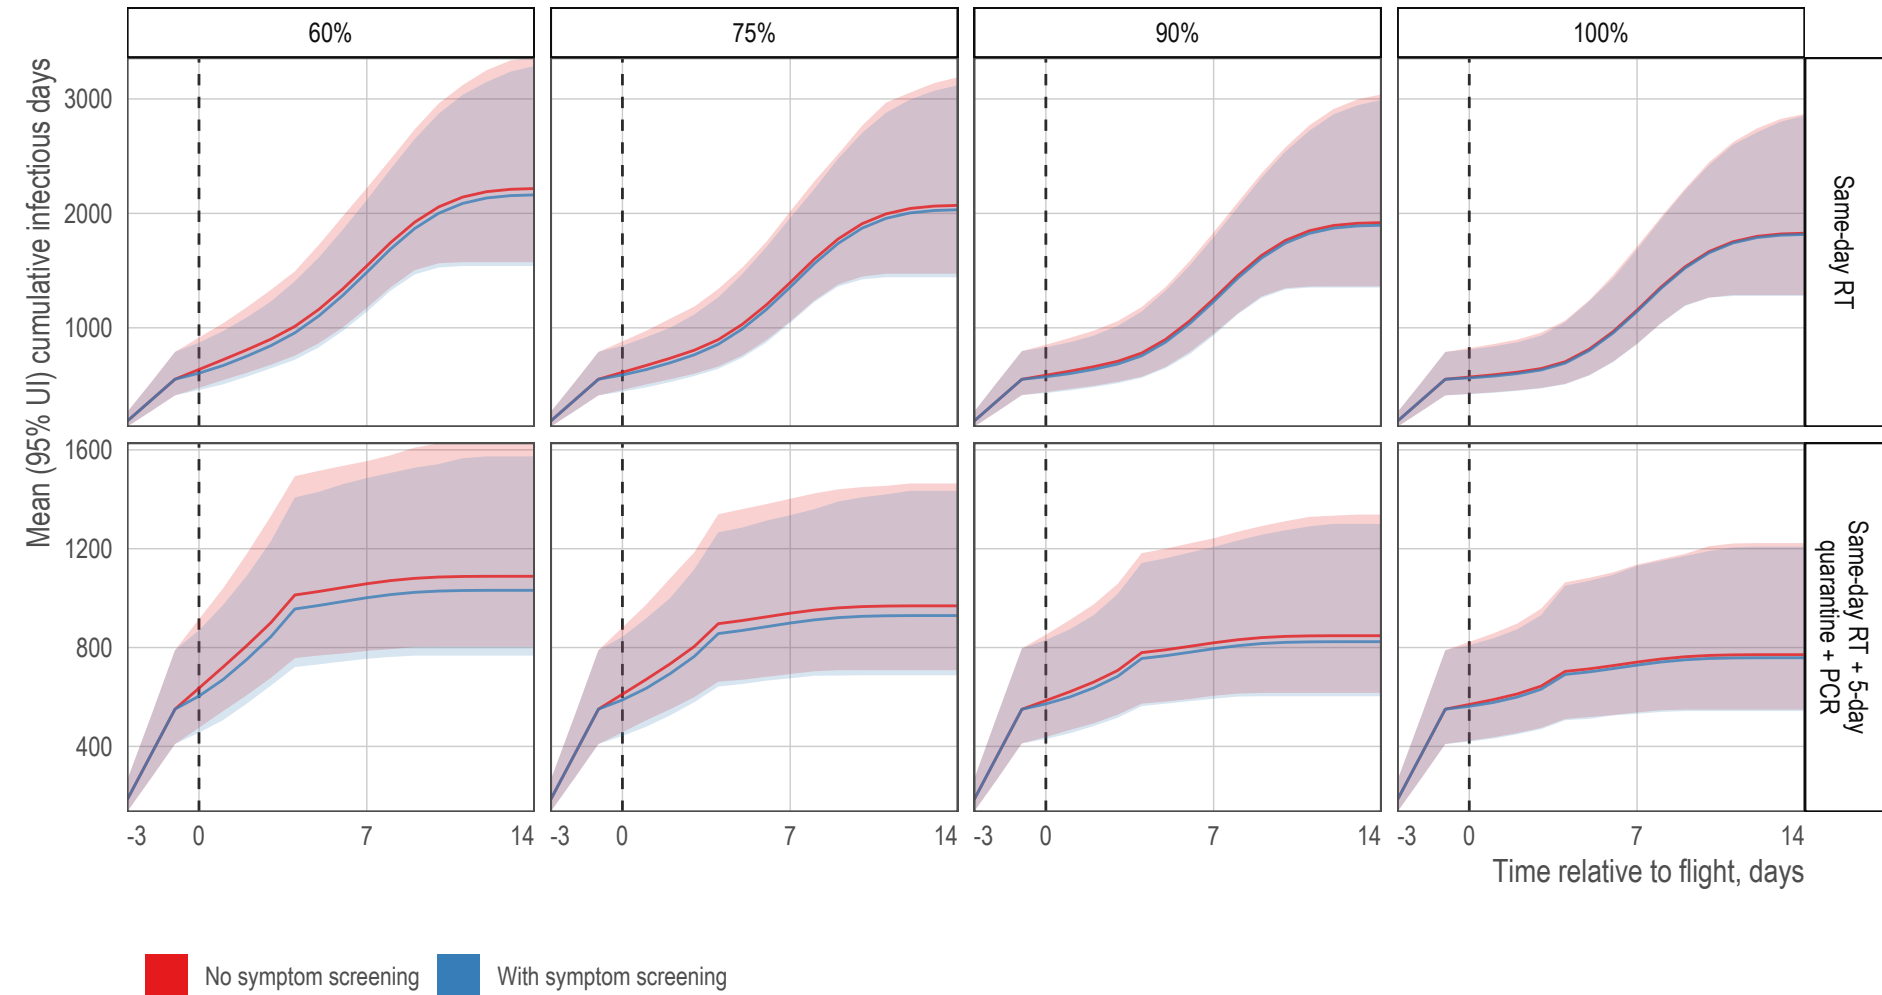 60%
75%
90%
100%
Mean (95% UI) cumulative infectious days
3000
2000
1000
Same-day RT
1600
1200
800
400
Same-day RT + 5-day
quarantine + PCR
-3 0 7 14
-3 0 7 14
-3 0 7 14
-3 0 7 14
Time relative to flight, days
No symptom screening
With symptom screening